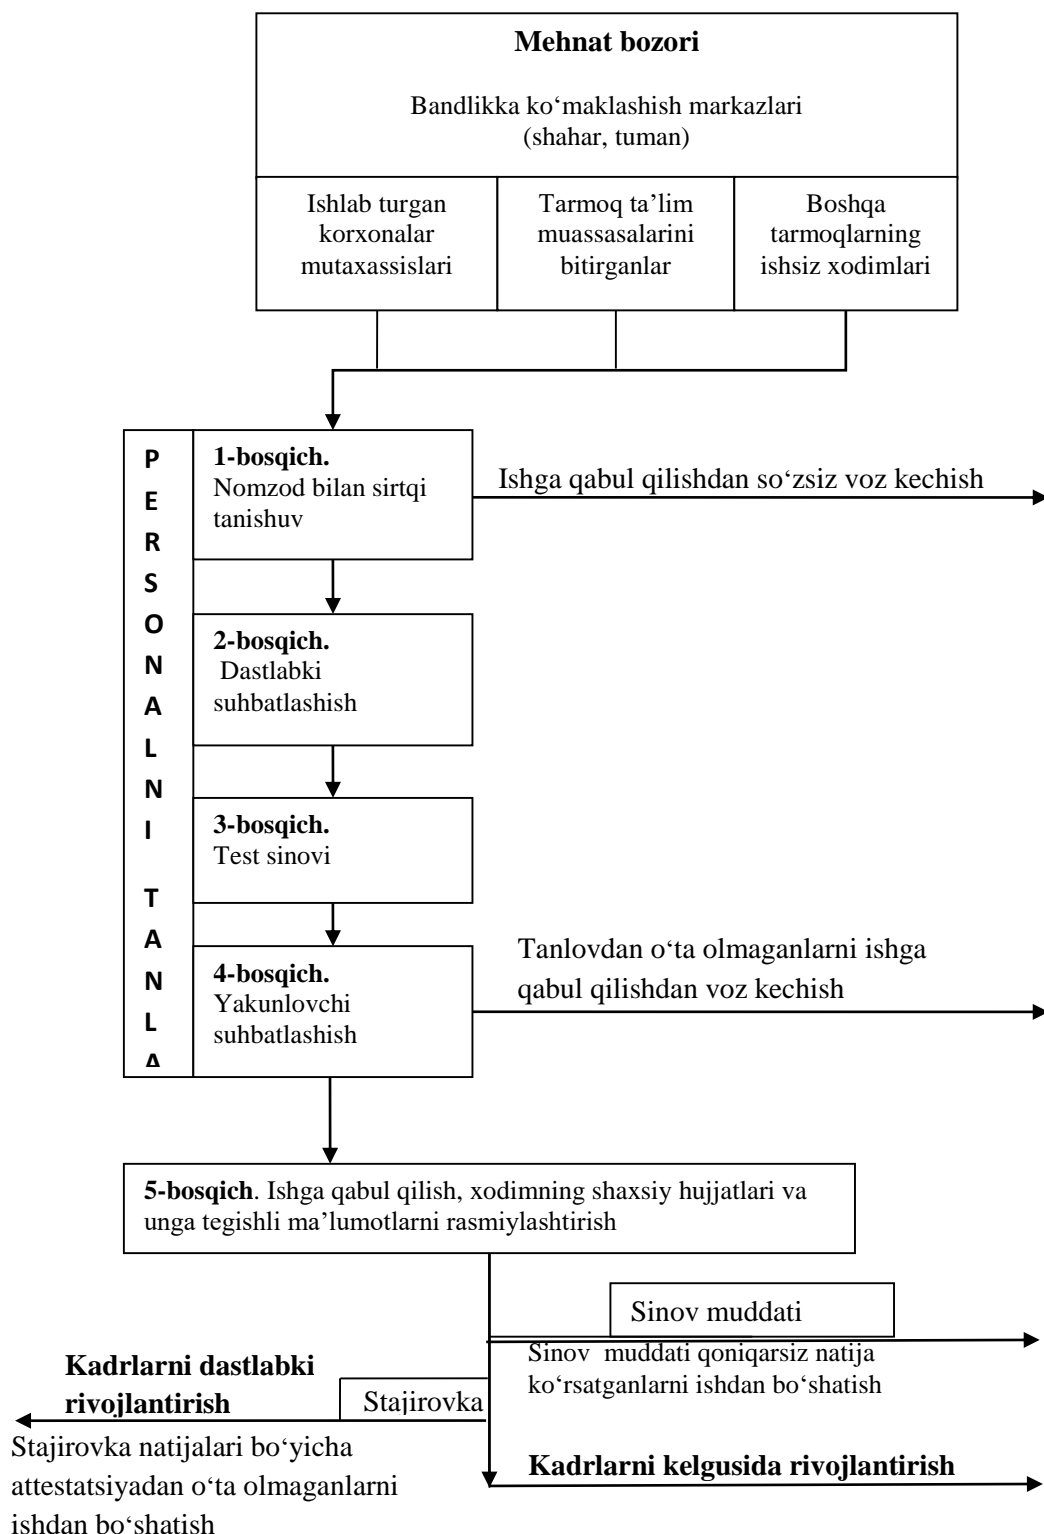 Mehnat bozori
Bandlikka ko‘maklashish markazlari
(shahar, tuman)
Ishlab turgan
korxonalar
mutaxassislari
Tarmoq ta’lim
muassasalarini
bitirganlar
Boshqa
tarmoqlarning
ishsiz xodimlari
P
E
R
S
O
N
A
L
N
I
T
A
N
L
A
1-bosqich.
Nomzod bilan sirtqi
tanishuv
Ishga qabul qilishdan so‘zsiz voz kechish
2-bosqich.
Dastlabki
suhbatlashish
3-bosqich.
Test sinovi
4-bosqich.
Yakunlovchi
suhbatlashish
Tanlovdan o‘ta olmaganlarni ishga
qabul qilishdan voz kechish
5-bosqich. Ishga qabul qilish, xodimning shaxsiy hujjatlari va
unga tegishli ma’lumotlarni rasmiylashtirish
Sinov muddati
Sinov muddati qoniqarsiz natija
ko‘rsatganlarni ishdan bo‘shatish
Kadrlarni dastlabki
rivojlantirish
Stajirovka
Stajirovka natijalari bo‘yicha
attestatsiyadan o‘ta olmaganlarni
ishdan bo‘shatish
Kadrlarni kelgusida rivojlantirish